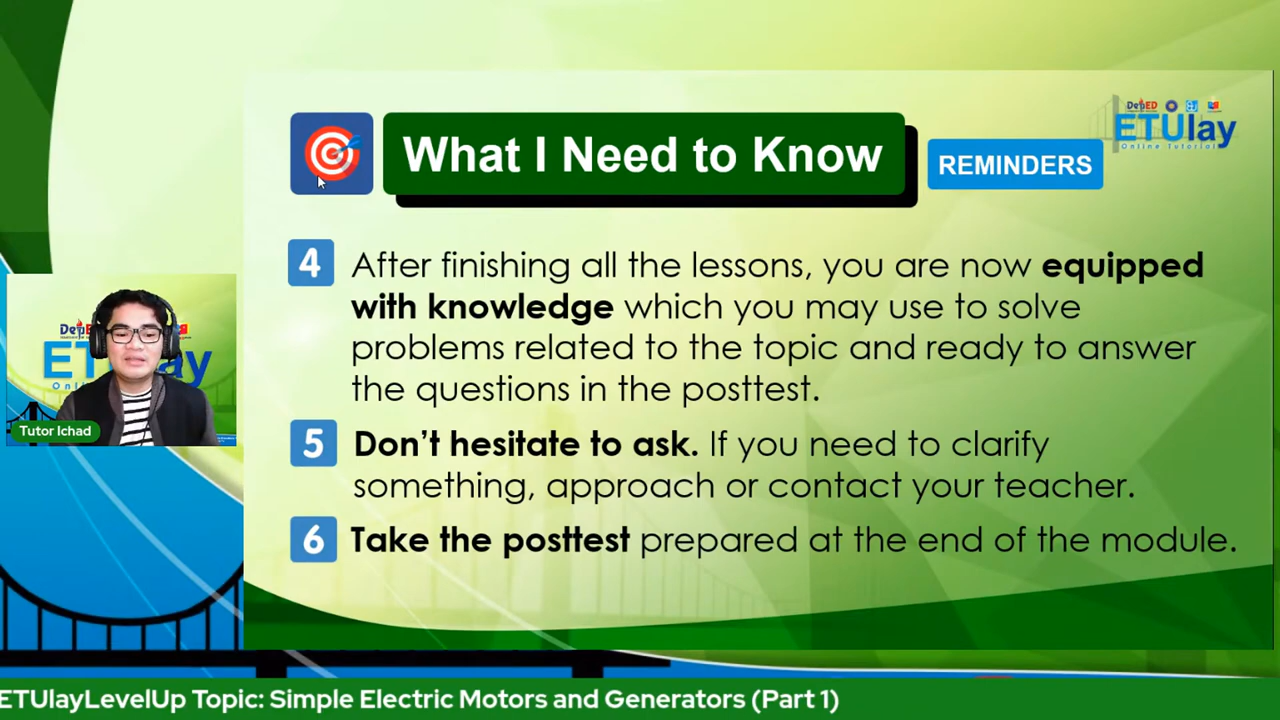 What I Need to Know
REMINDERS
DepED
ETUlay
Online Tutorial
4 After finishing all the lessons, you are now equipped
with knowledge which you may use to solve
problems related to the topic and ready to answer
the questions in the posttest.
5 Don't hesitate to ask. If you need to clarify
something, approach or contact your teacher.
6 Take the posttest prepared at the end of the module.
ETUlay
Tutor Ichad
ETUlayLevelUp Topic: Simple Electric Motors and Generators (Part 1)